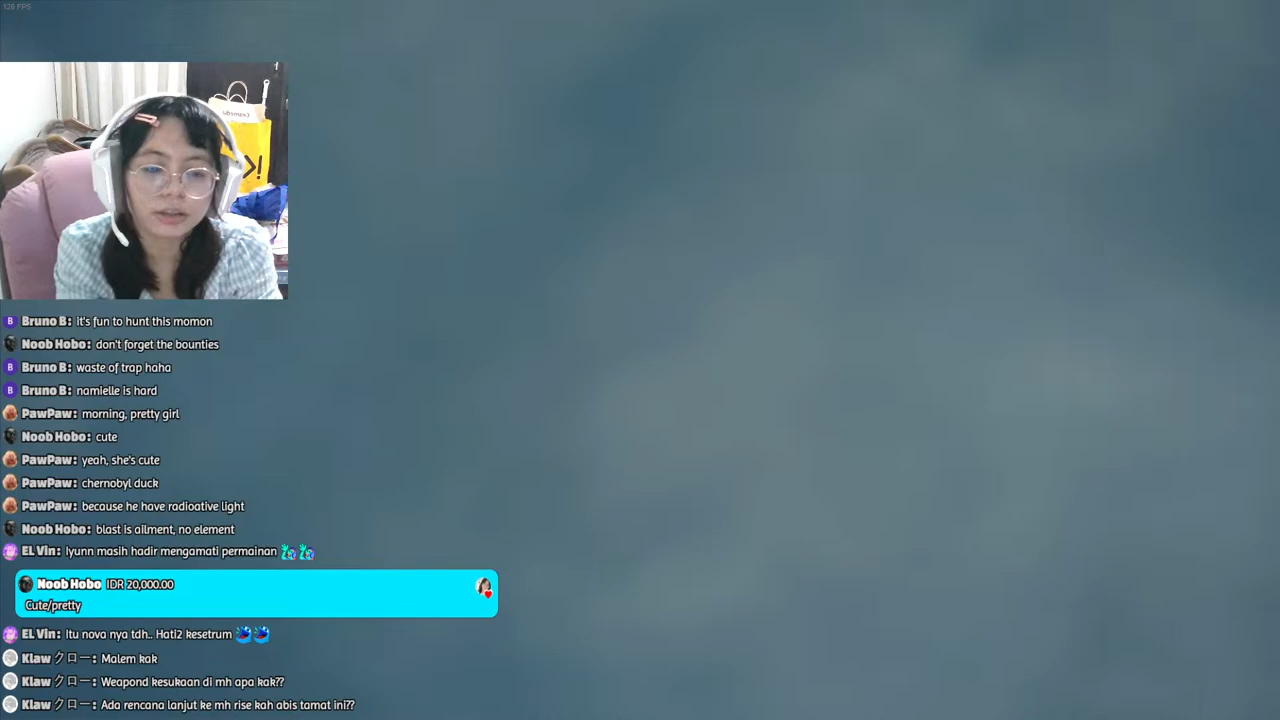 126 FPS
Bruno B: it's fun to hunt this momon
Noob Hobo: don't forget the bounties
Bruno B: waste of trap haha
Bruno B: namielle is hard
PawPaw: morning, pretty girl
Noob Hobo: cute
PawPaw: yeah, she's cute
PawPaw: chernobyl duck
PawPaw: because he have radioative light
Noob Hobo: blast is ailment, no element
EL Vin: Iyunn masih hadir mengamati permainan
Noob Hobo IDR 20,000.00
Cute/pretty
EL Vin: Itu nova nya tdh.. Hati2 kesetrum
Klaw クロー: Malem kak
Klaw クロー: Weapond kesukaan di mh apa kak??
Klaw クロー: Ada rencana lanjut ke mh rise kah abis tamat ini??